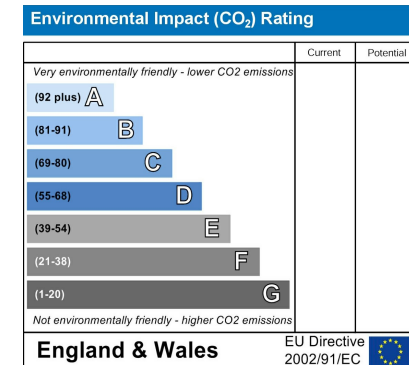 Environmental Impact (CO₂) Rating
Current Potential
Very environmentally friendly - lower CO2 emissions
(92 plus) A
(81-91) B
(69-80) C
(55-68) D
(39-54) E
(21-38) F
(1-20) G
Not environmentally friendly - higher CO2 emissions
England & Wales
EU Directive
2002/91/EC